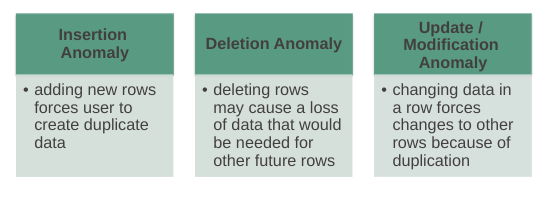 Insertion
Anomaly
• adding new rows
forces user to
create duplicate
data
Deletion Anomaly
• deleting rows
may cause a loss
of data that would
be needed for
other future rows
Update /
Modification
Anomaly
• changing data in
a row forces
changes to other
rows because of
duplication